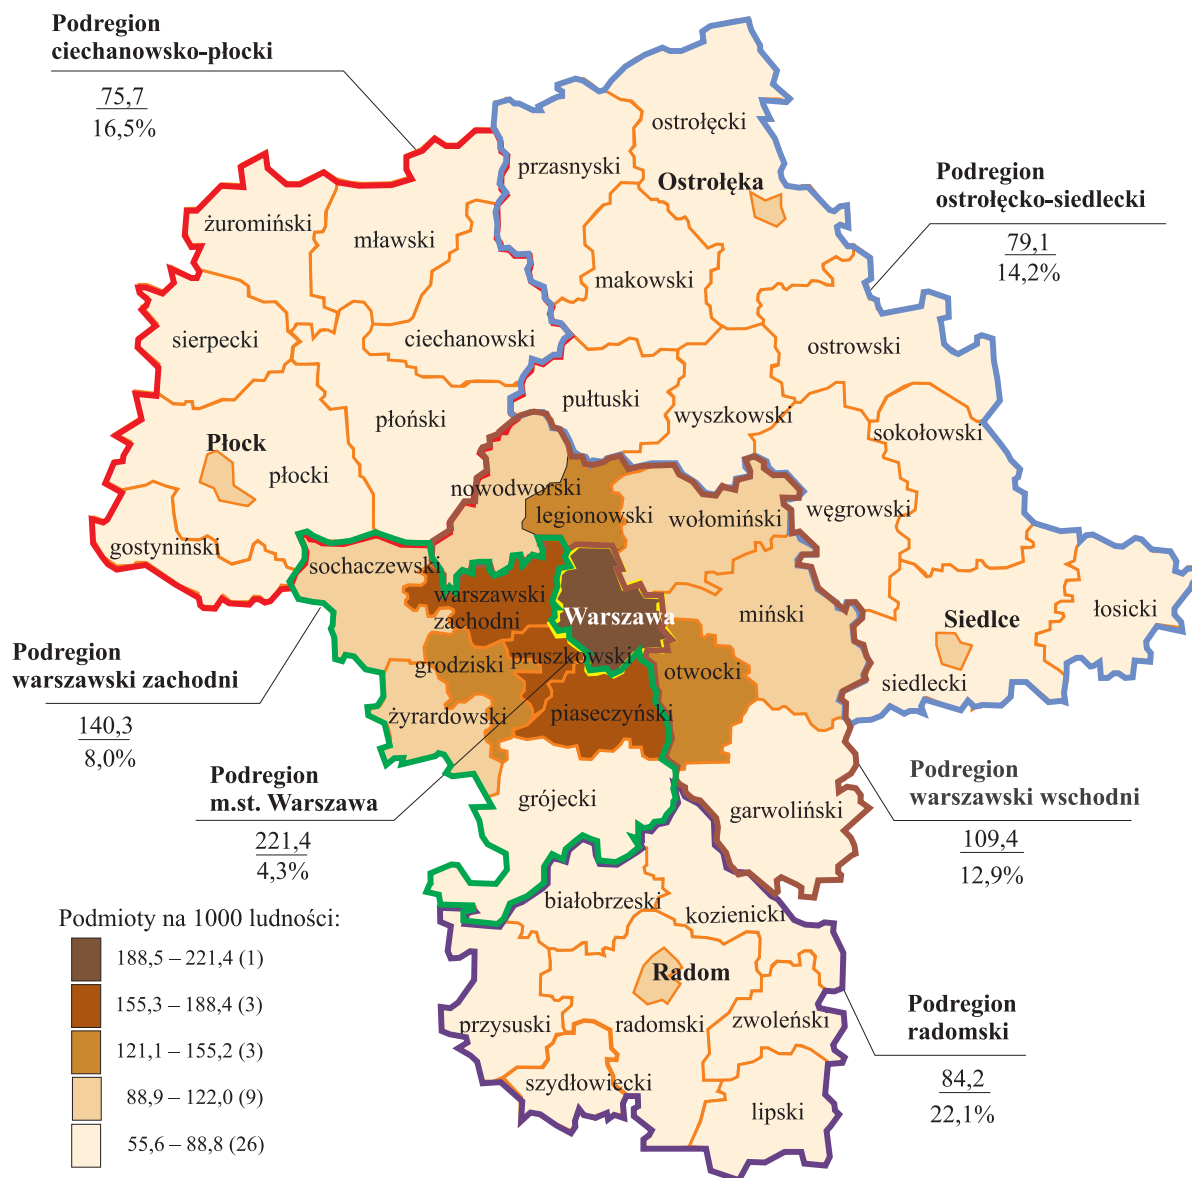 Podregion
ciechanowsko-płocki
75,7
16,5%
ostrołęcki
przasnyski
Ostrołęka
Podregion
ostrołęcko-siedlecki
79,1
14,2%
żuromiński
mławski
makowski
sierpecki
ciechanowski
ostrowski
pułtuski
wyszkowski
płoński
sokołowski
Płock
płocki
nowodworski
legionowski
wołomiński
węgrowski
gostyniński
sochaczewski
warszawski
zachodni
Warszawa
miński
Siedlce
łosicki
Podregion
warszawski zachodni
140,3
8,0%
grodziski
pruszkowski
otwocki
siedlecki
żyrardowski
piaseczyński
Podregion
m.st. Warszawa
221,4
4,3%
grójecki
garwoliński
Podregion
warszawski wschodni
109,4
12,9%
białobrzeski
kozienicki
Podmioty na 1000 ludności:
188,5 – 221,4 (1)
155,3 – 188,4 (3)
121,1 – 155,2 (3)
88,9 – 122,0 (9)
55,6 – 88,8 (26)
Radom
przysuski
radomski
zwoleński
szydłowiecki
lipski
Podregion
radomski
84,2
22,1%